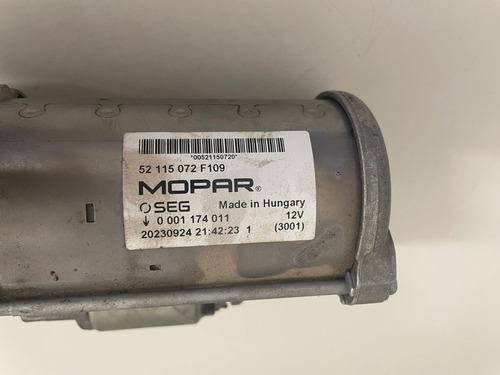 *00521150720*
52 115 072 F109
MOPAR®
SEG Made in Hungary
0 001 174 011 12V
20230924 21:42:23 1 (3001)